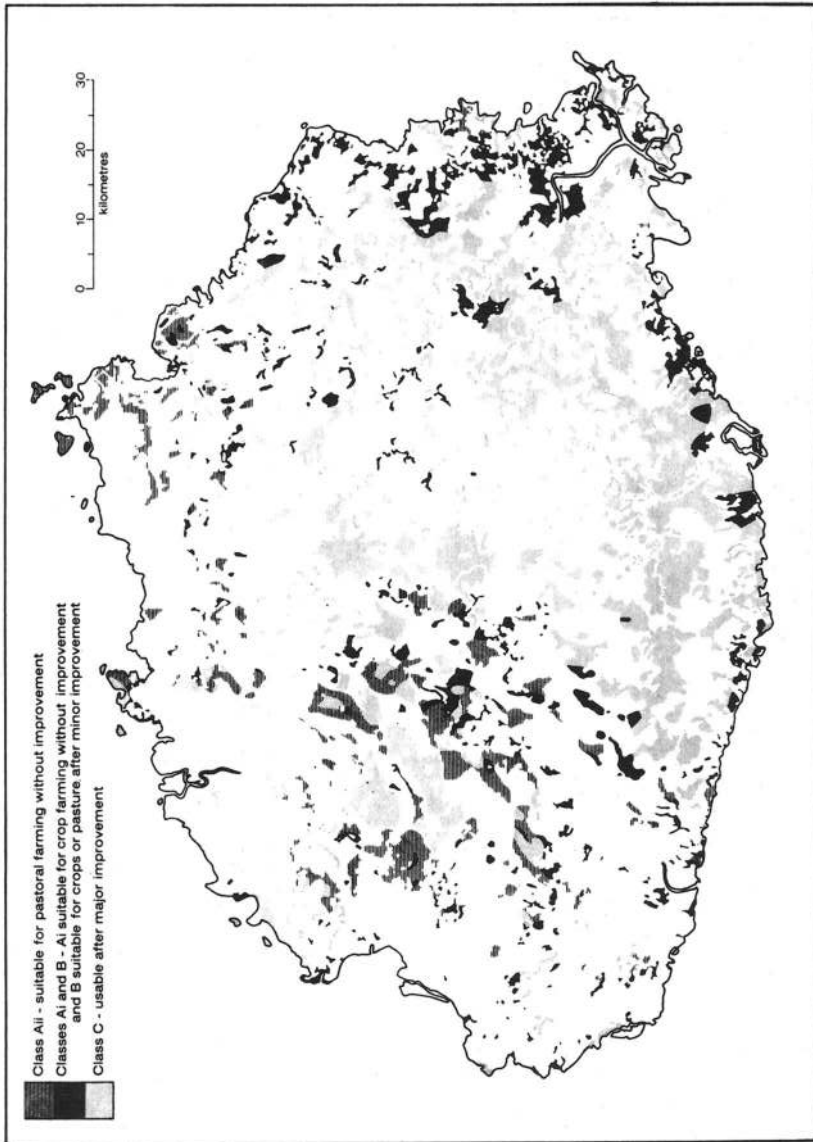 Class Aii - suitable for pastoral farming without improvement
Classes Ai and B - Ai suitable for crop farming without improvement
and B suitable for crops or pasture after minor improvement
Class C - usable after major improvement
0 10 20 30
kilometres